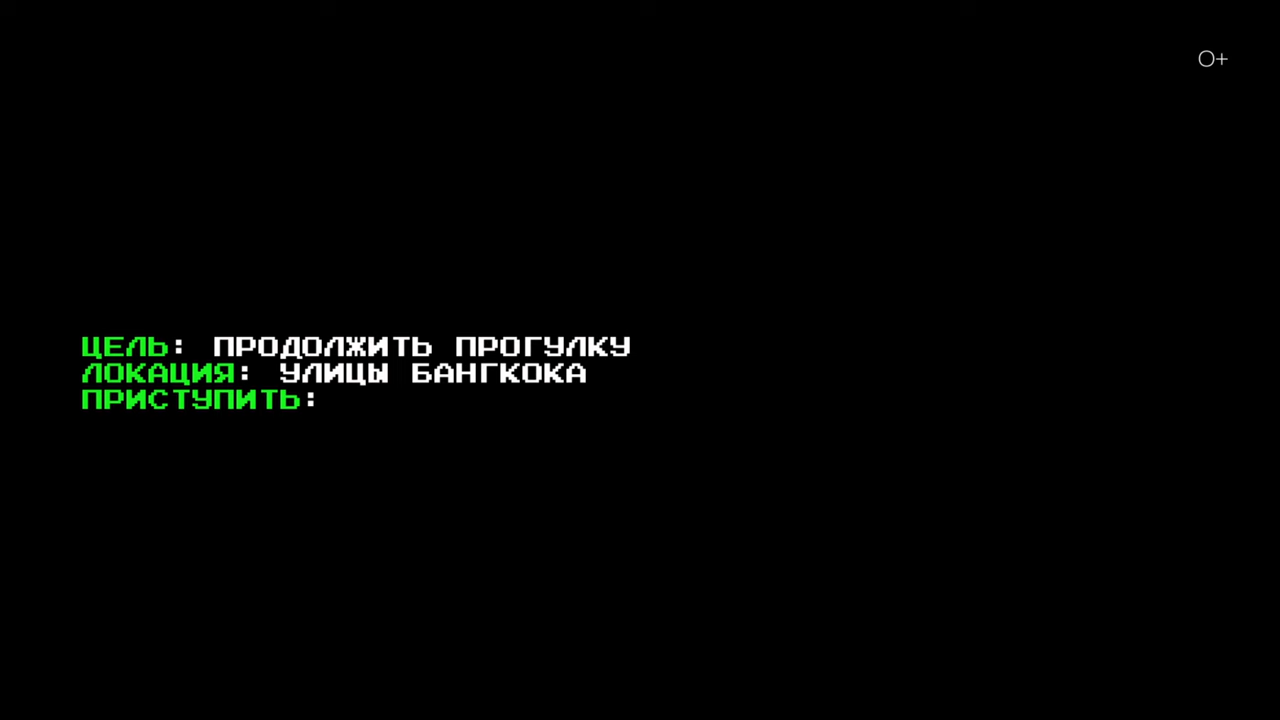 0+
ЦЕЛЬ: ПРОДОЛЖИТЬ ПРОГУЛКУ
ЛОКАЦИЯ: УЛИЦЫ БАНГКОКА
ПРИСТУПИТЬ: